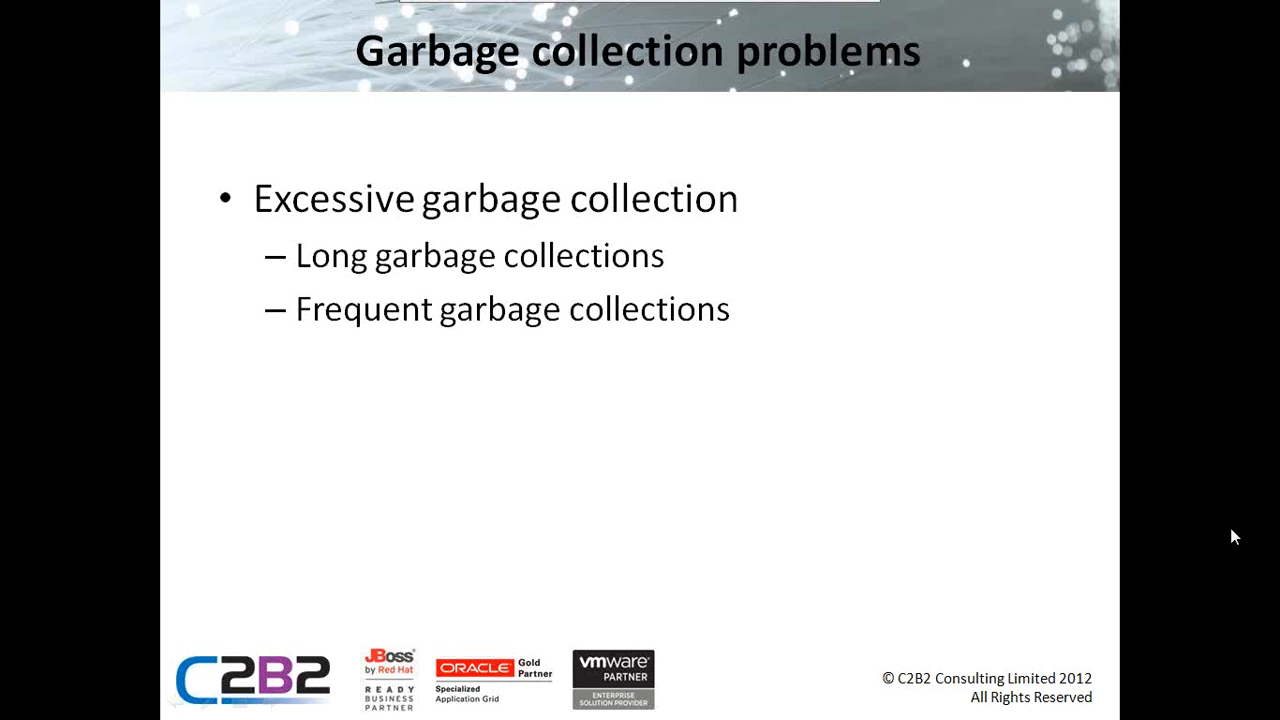 Garbage collection problems
• Excessive garbage collection
– Long garbage collections
– Frequent garbage collections
C2B2
JBoss
by Red Hat
READY
BUSINESS
PARTNER
ORACLE Gold
Partner
Specialized
Application Grid
vmware
PARTNER
ENTERPRISE
SOLUTION PROVIDER
© C2B2 Consulting Limited 2012
All Rights Reserved